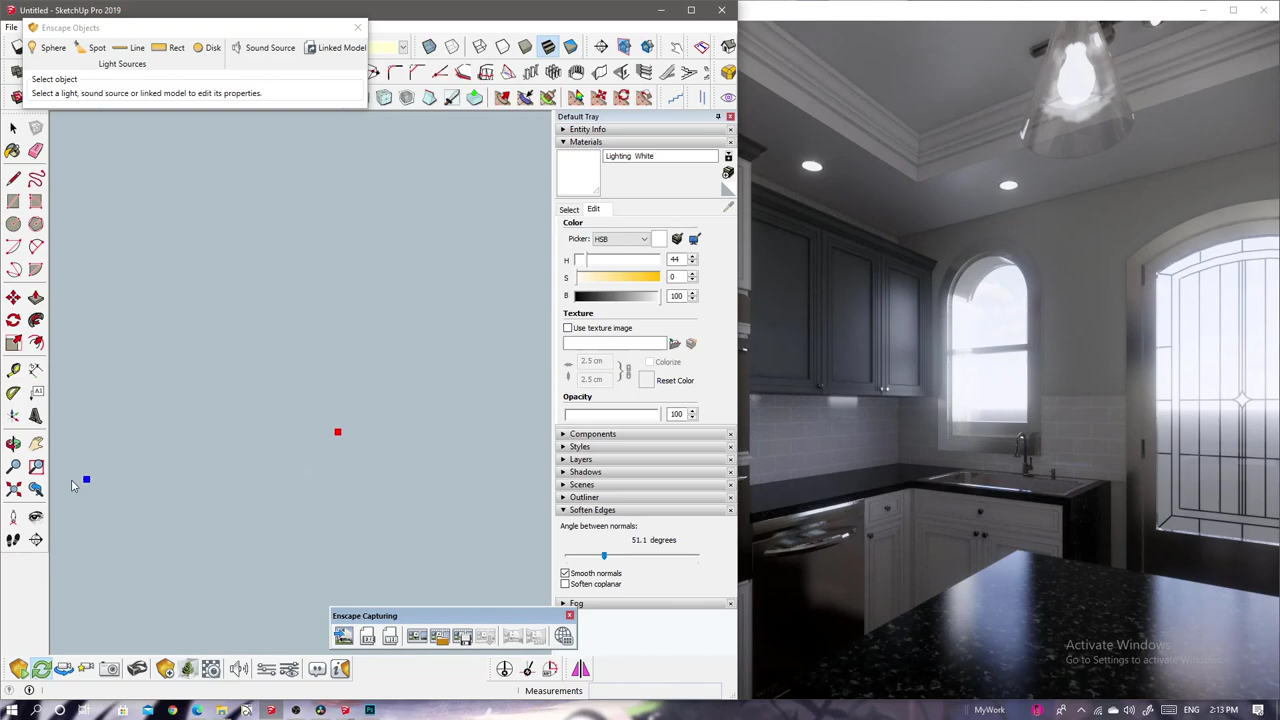 Untitled - SketchUp Pro 2019
File
Enscape Objects
Sphere Spot Line Rect Disk Sound Source Linked Model
Light Sources
Select object
Select a light, sound source or linked model to edit its properties.
Default Tray
Entity Info
Materials
Lighting White
Select Edit
Color
Picker: HSB
H 44
S 0
B 100
Texture
Use texture image
2.5 cm Colorize
2.5 cm Reset Color
Opacity
100
Components
Styles
Layers
Shadows
Scenes
Outliner
Soften Edges
Angle between normals:
51.1 degrees
Smooth normals
Soften coplanar
Fog
Enscape Capturing
Measurements
Activate Windows
Go to Settings to activate Windows.
MyWork 2:13 PM